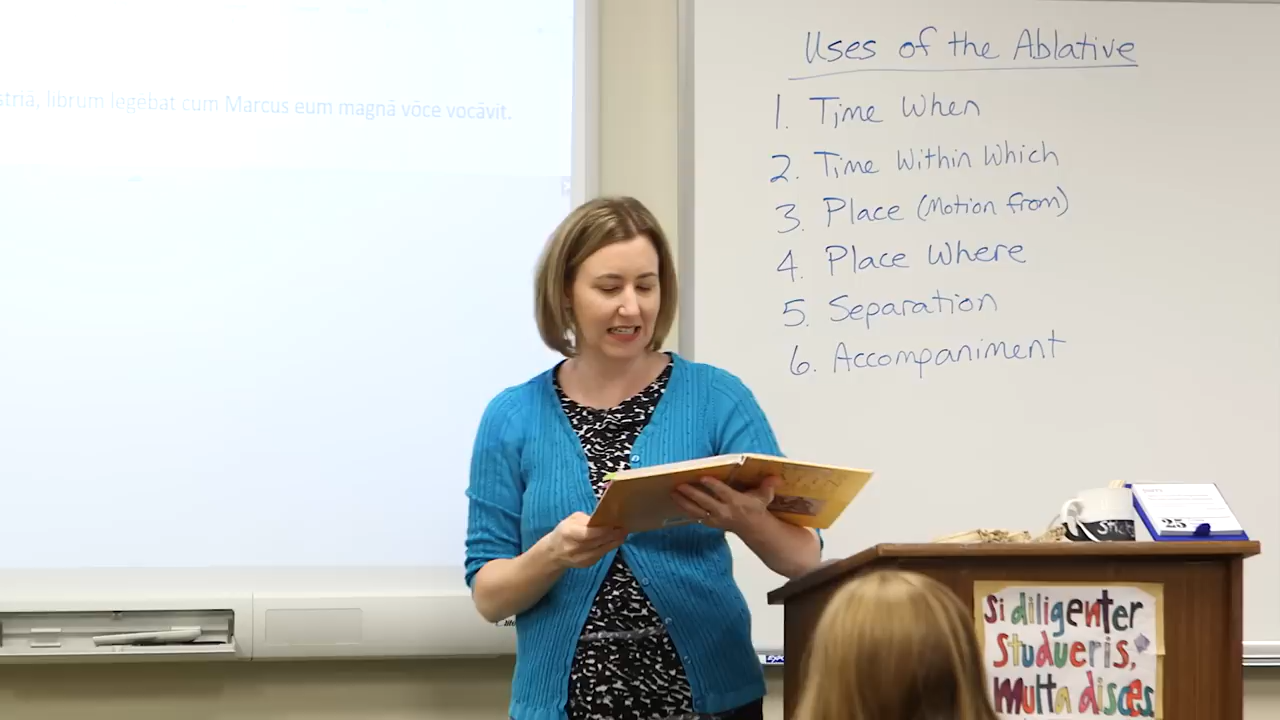 striā, librum legēbat cum Marcus eum magnā vōce vocāvit.
Uses of the Ablative
1. Time When
2. Time Within Which
3. Place (Motion from)
4. Place Where
5. Separation
6. Accompaniment
25
Si diligenter
Studueris,
multa disces